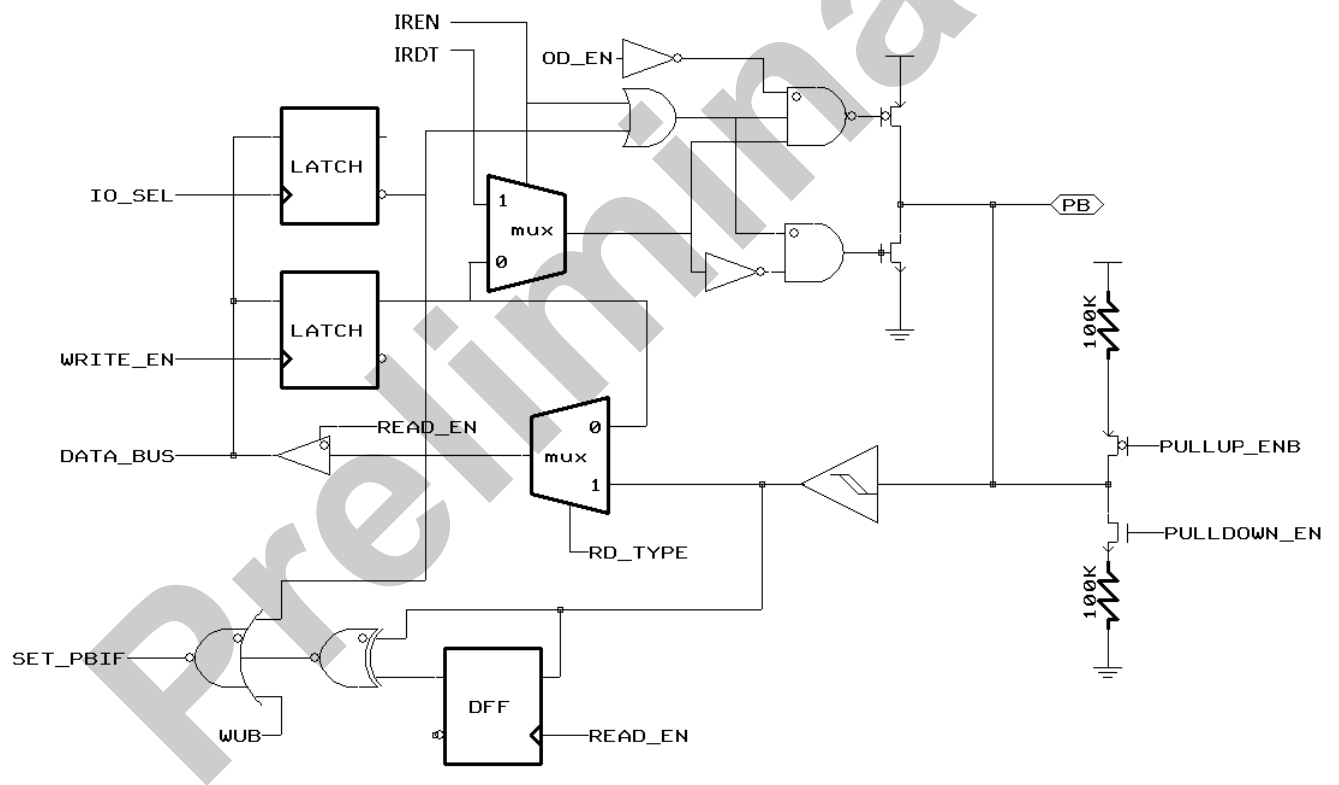 IREN
IRDT
OD_EN
LATCH
IO_SEL
1
mux
0
PB
LATCH
WRITE_EN
100K
READ_EN
DATA_BUS
0
mux
1
PULLUP_ENB
PULLDOWN_EN
RD_TYPE
100K
SET_PBIF
DFF
WUB
READ_EN
Prelimina